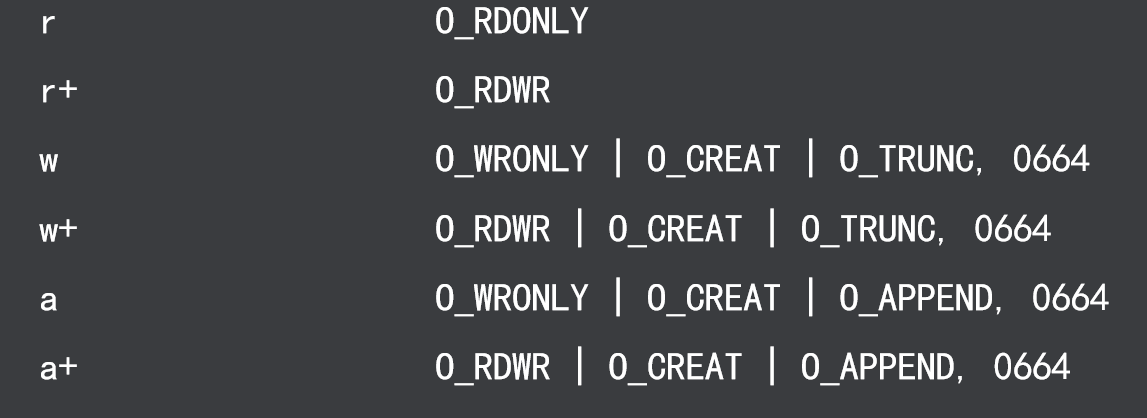 r O_RDONLY
r+ O_RDWR
w O_WRONLY | O_CREAT | O_TRUNC, 0664
w+ O_RDWR | O_CREAT | O_TRUNC, 0664
a O_WRONLY | O_CREAT | O_APPEND, 0664
a+ O_RDWR | O_CREAT | O_APPEND, 0664